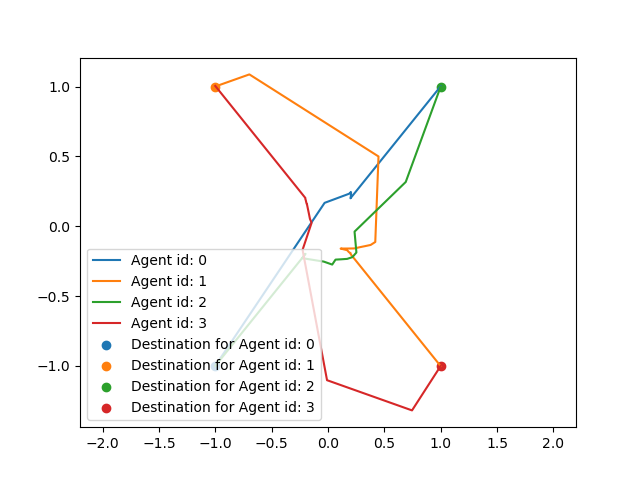 1.0
0.5
0.0
−0.5
−1.0
Agent id: 0
Agent id: 1
Agent id: 2
Agent id: 3
Destination for Agent id: 0
Destination for Agent id: 1
Destination for Agent id: 2
Destination for Agent id: 3
−2.0 −1.5 −1.0 −0.5 0.0 0.5 1.0 1.5 2.0